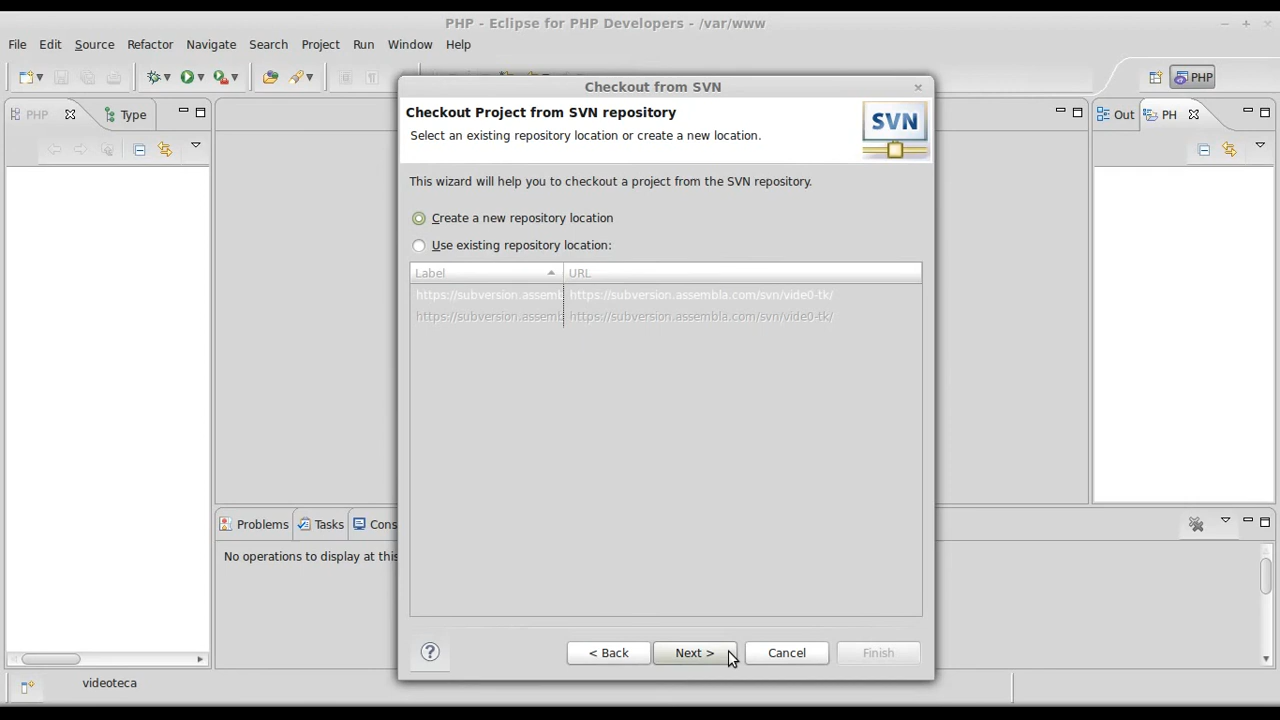 PHP - Eclipse for PHP Developers - /var/www
File Edit Source Refactor Navigate Search Project Run Window Help
PHP
Checkout from SVN
PHP Type
Out PH
Checkout Project from SVN repository
Select an existing repository location or create a new location.
SVN
This wizard will help you to checkout a project from the SVN repository.
Create a new repository location
Use existing repository location:
Label URL
https://subversion.assemb https://subversion.assembla.com/svn/vide0-tk/
https://subversion.assemb https://subversion.assembla.com/svn/vide0-tk/
Problems Tasks Cons
No operations to display at this
? < Back Next > Cancel Finish
videoteca